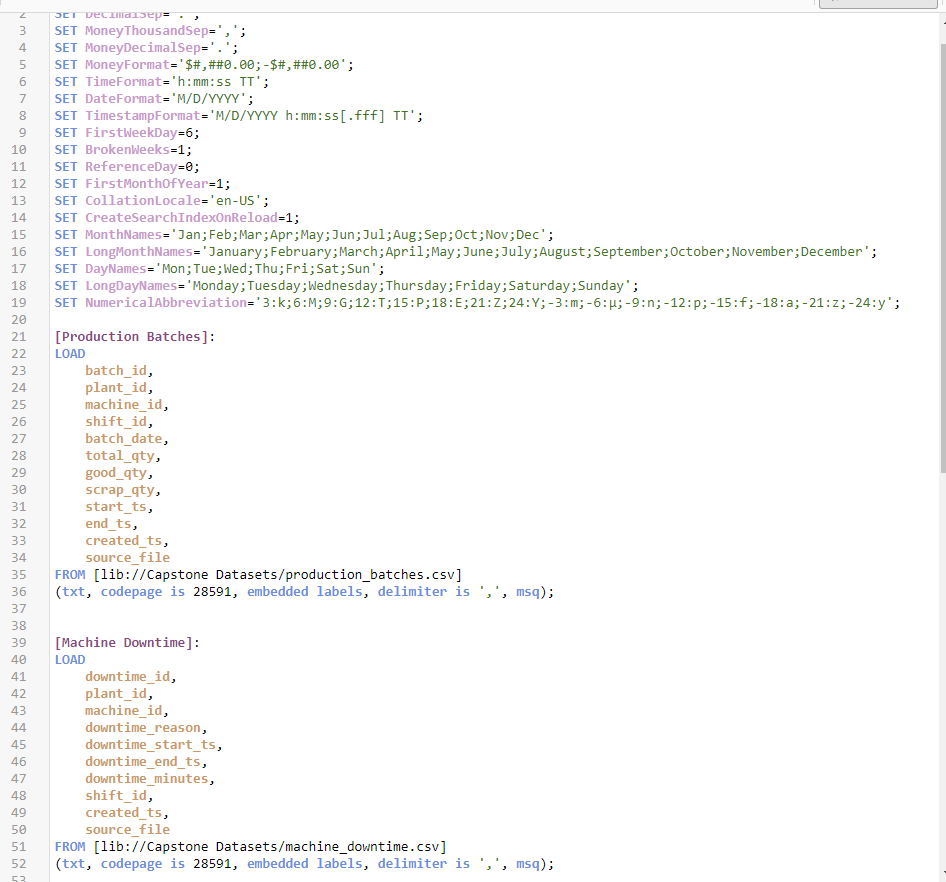 2 SET DecimalSep='.';
3 SET MoneyThousandSep=',';
4 SET MoneyDecimalSep='.';
5 SET MoneyFormat='$#,##0.00;-$#,##0.00';
6 SET TimeFormat='h:mm:ss TT';
7 SET DateFormat='M/D/YYYY';
8 SET TimestampFormat='M/D/YYYY h:mm:ss[.fff] TT';
9 SET FirstWeekDay=6;
10 SET BrokenWeeks=1;
11 SET ReferenceDay=0;
12 SET FirstMonthOfYear=1;
13 SET CollationLocale='en-US';
14 SET CreateSearchIndexOnReload=1;
15 SET MonthNames='Jan;Feb;Mar;Apr;May;Jun;Jul;Aug;Sep;Oct;Nov;Dec';
16 SET LongMonthNames='January;February;March;April;May;June;July;August;September;October;November;December';
17 SET DayNames='Mon;Tue;Wed;Thu;Fri;Sat;Sun';
18 SET LongDayNames='Monday;Tuesday;Wednesday;Thursday;Friday;Saturday;Sunday';
19 SET NumericalAbbreviation='3:k;6:M;9:G;12:T;15:P;18:E;21:Z;24:Y;-3:m;-6:μ;-9:n;-12:p;-15:f;-18:a;-21:z;-24:y';
20
21 [Production Batches]:
22 LOAD
23 batch_id,
24 plant_id,
25 machine_id,
26 shift_id,
27 batch_date,
28 total_qty,
29 good_qty,
30 scrap_qty,
31 start_ts,
32 end_ts,
33 created_ts,
34 source_file
35 FROM [lib://Capstone Datasets/production_batches.csv]
36 (txt, codepage is 28591, embedded labels, delimiter is ',', msq);
37
38
39 [Machine Downtime]:
40 LOAD
41 downtime_id,
42 plant_id,
43 machine_id,
44 downtime_reason,
45 downtime_start_ts,
46 downtime_end_ts,
47 downtime_minutes,
48 shift_id,
49 created_ts,
50 source_file
51 FROM [lib://Capstone Datasets/machine_downtime.csv]
52 (txt, codepage is 28591, embedded labels, delimiter is ',', msq);
53